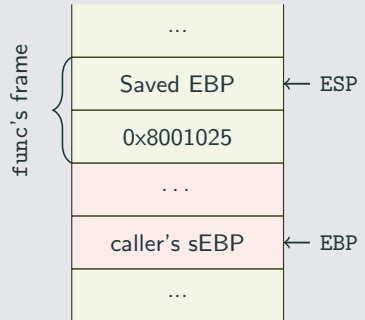 ...
Saved EBP
ESP
0x8001025
func's frame
...
caller's sEBP
EBP
...